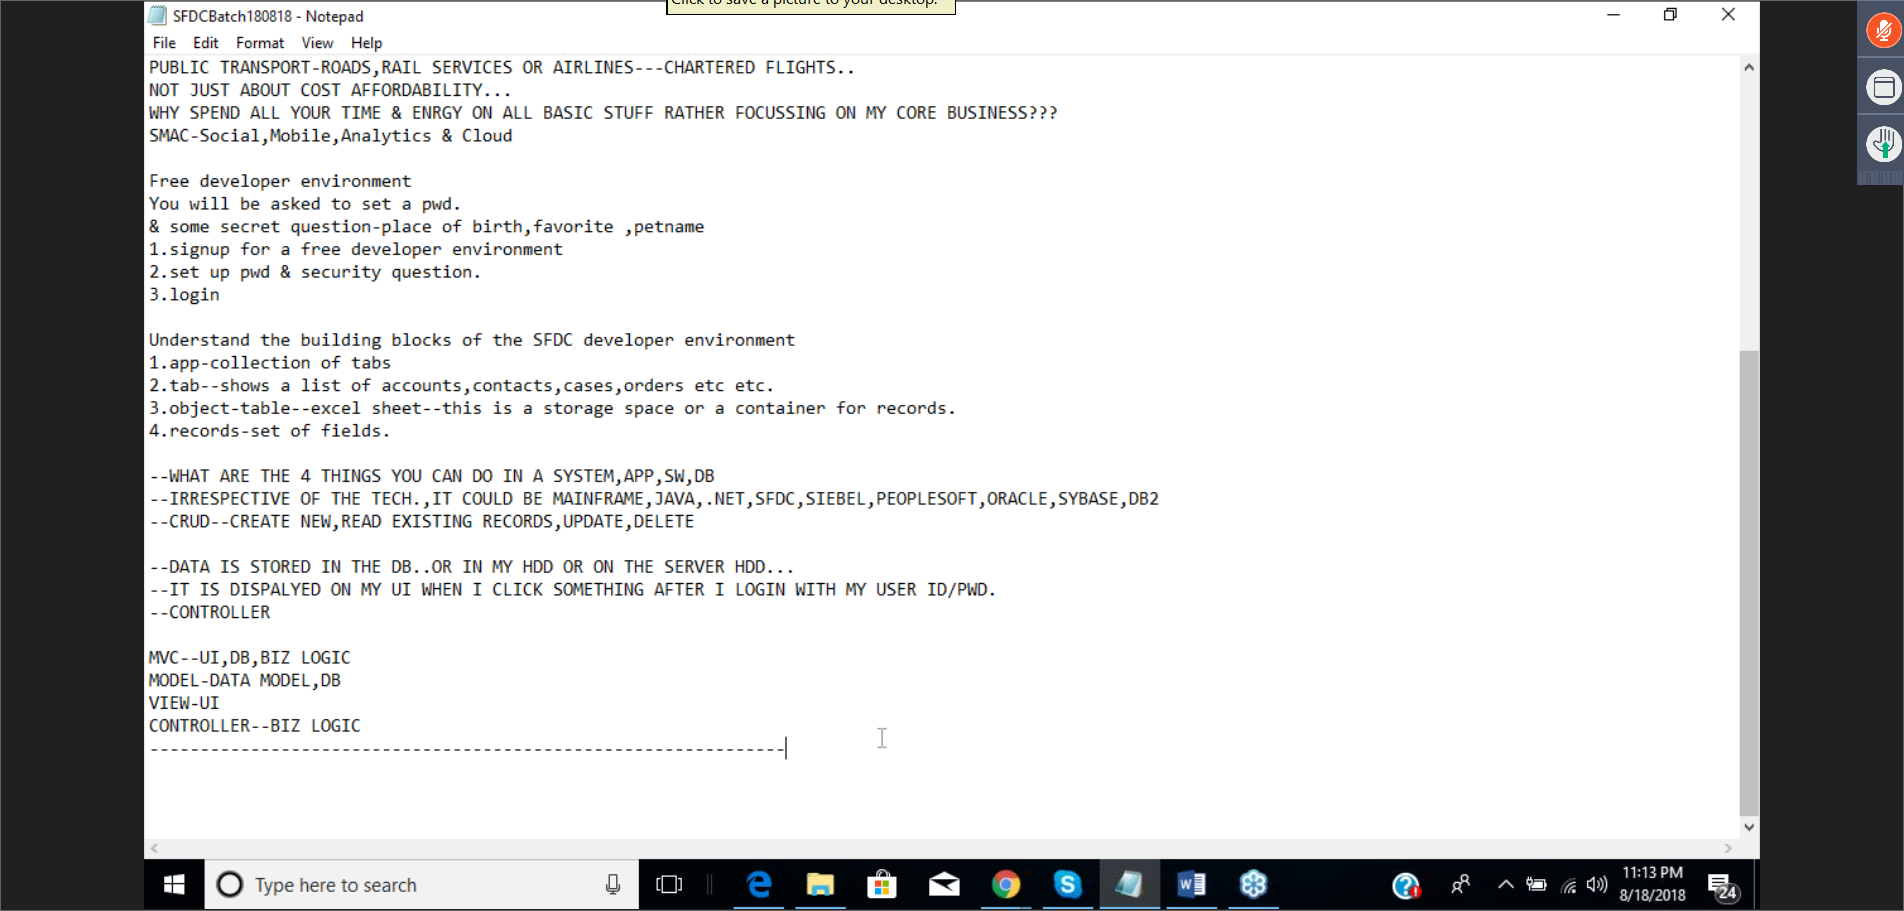 Click to save a picture to your desktop.
SFDCBatch180818 - Notepad
File Edit Format View Help
PUBLIC TRANSPORT-ROADS,RAIL SERVICES OR AIRLINES---CHARTERED FLIGHTS..
NOT JUST ABOUT COST AFFORDABILITY...
WHY SPEND ALL YOUR TIME & ENRGY ON ALL BASIC STUFF RATHER FOCUSSING ON MY CORE BUSINESS???
SMAC-Social,Mobile,Analytics & Cloud
Free developer environment
You will be asked to set a pwd.
& some secret question-place of birth,favorite ,petname
1.signup for a free developer environment
2.set up pwd & security question.
3.login
Understand the building blocks of the SFDC developer environment
1.app-collection of tabs
2.tab--shows a list of accounts,contacts,cases,orders etc etc.
3.object-table--excel sheet--this is a storage space or a container for records.
4.records-set of fields.
--WHAT ARE THE 4 THINGS YOU CAN DO IN A SYSTEM,APP,SW,DB
--IRRESPECTIVE OF THE TECH.,IT COULD BE MAINFRAME,JAVA,.NET,SFDC,SIEBEL,PEOPLESOFT,ORACLE,SYBASE,DB2
--CRUD--CREATE NEW,READ EXISTING RECORDS,UPDATE,DELETE
--DATA IS STORED IN THE DB..OR IN MY HDD OR ON THE SERVER HDD...
--IT IS DISPALYED ON MY UI WHEN I CLICK SOMETHING AFTER I LOGIN WITH MY USER ID/PWD.
--CONTROLLER
MVC--UI,DB,BIZ LOGIC
MODEL-DATA MODEL,DB
VIEW-UI
CONTROLLER--BIZ LOGIC
---------------------------------------------------------------
Type here to search
11:13 PM
8/18/2018
24